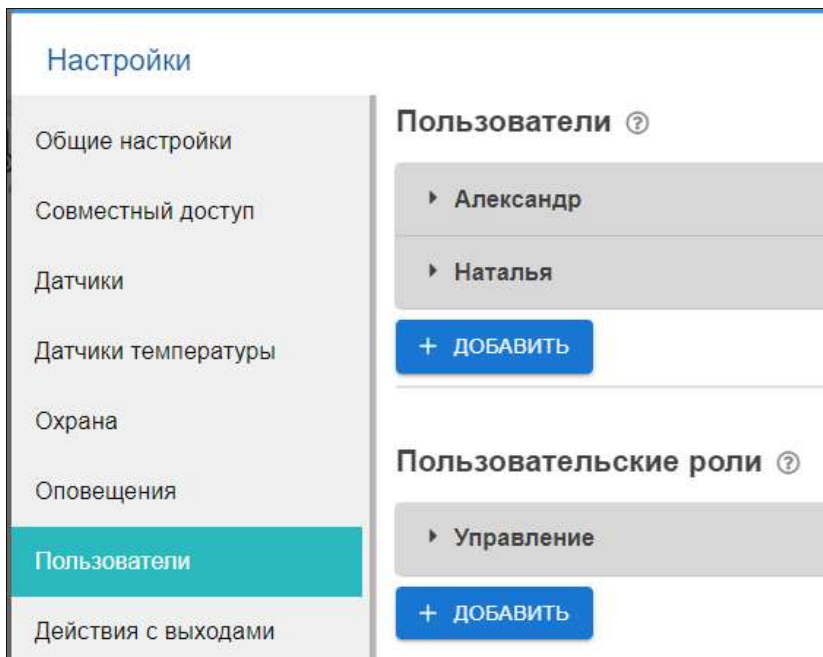 Настройки
Общие настройки
Совместный доступ
Датчики
Датчики температуры
Охрана
Оповещения
Пользователи
Действия с выходами
Пользователи
Александр
Наталья
+ ДОБАВИТЬ
Пользовательские роли
Управление
+ ДОБАВИТЬ